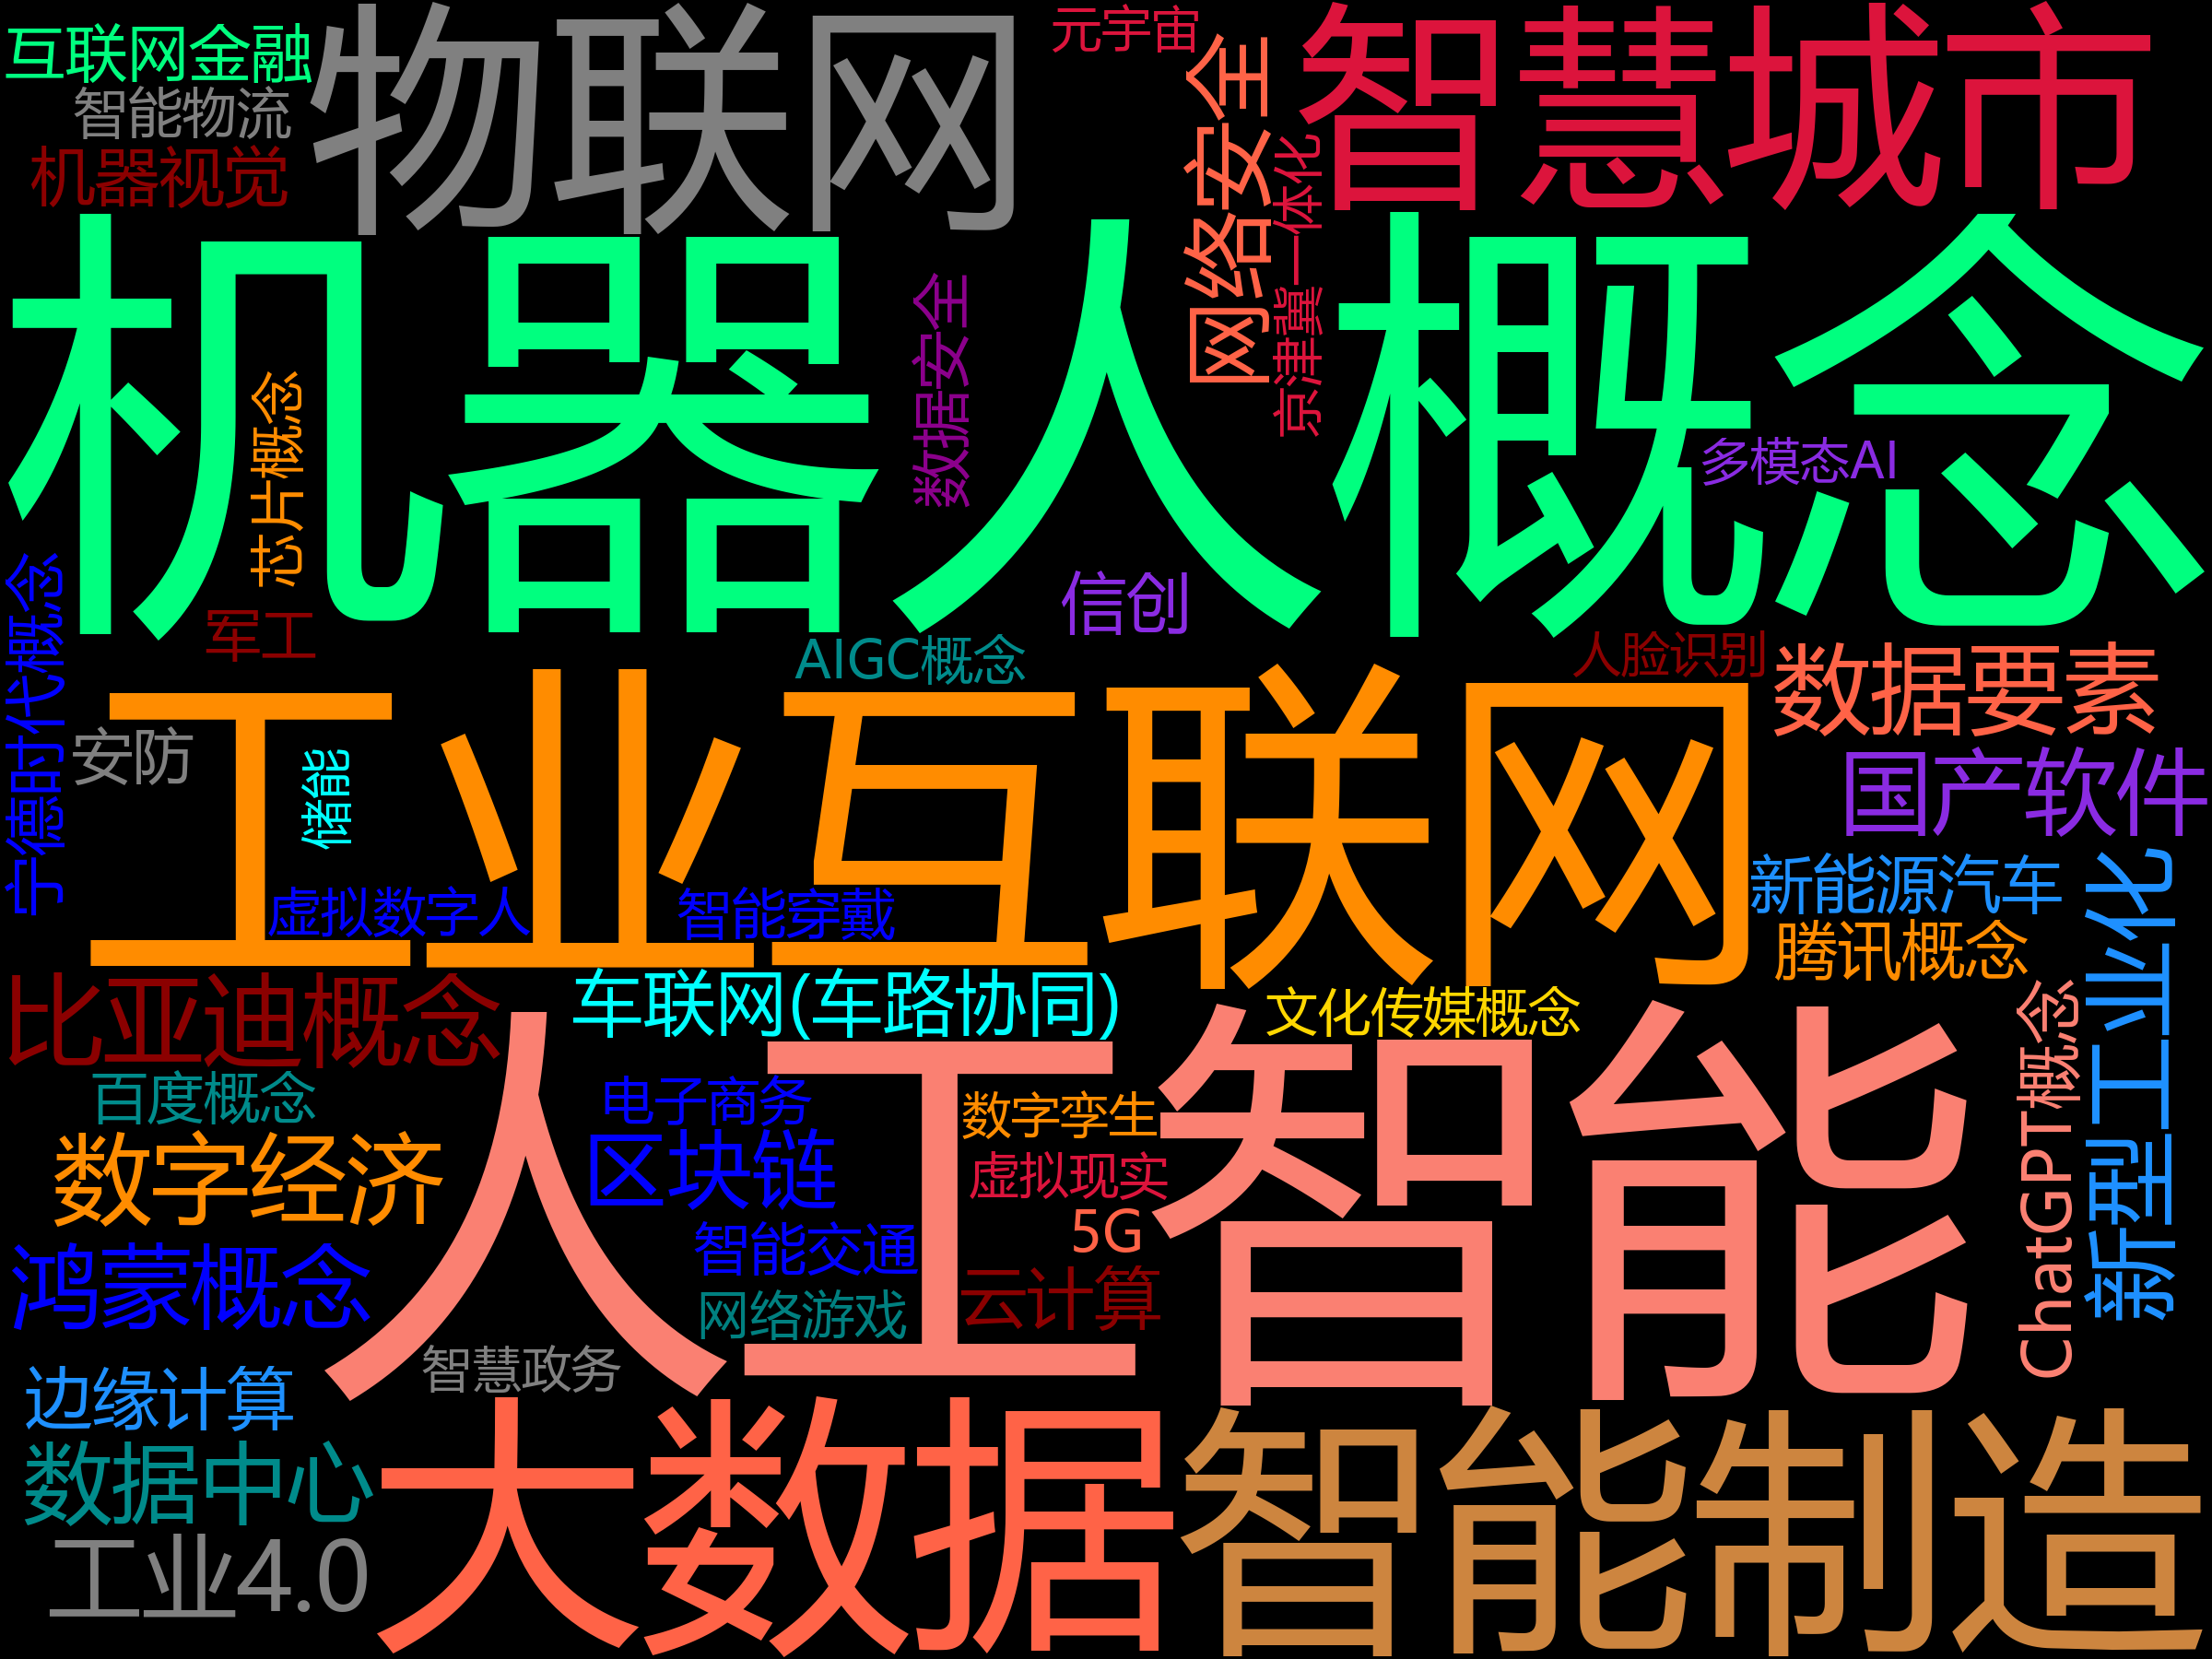 互联网金融
物联网
元宇宙
网络安全
智慧城市
智能物流
机器视觉
京津冀一体化
机器人概念
数据安全
芯片概念
多模态AI
宁德时代概念
信创
军工
AIGC概念
人脸识别
数据要素
工业互联网
安防
储能
国产软件
新能源汽车
新型工业化
虚拟数字人
智能穿戴
腾讯概念
比亚迪概念
车联网(车路协同)
文化传媒概念
ChatGPT概念
人工智能
百度概念
电子商务
数字孪生
数字经济
区块链
虚拟现实
5G
鸿蒙概念
智能交通
云计算
网络游戏
智慧政务
边缘计算
大数据
智能制造
数据中心
工业4.0